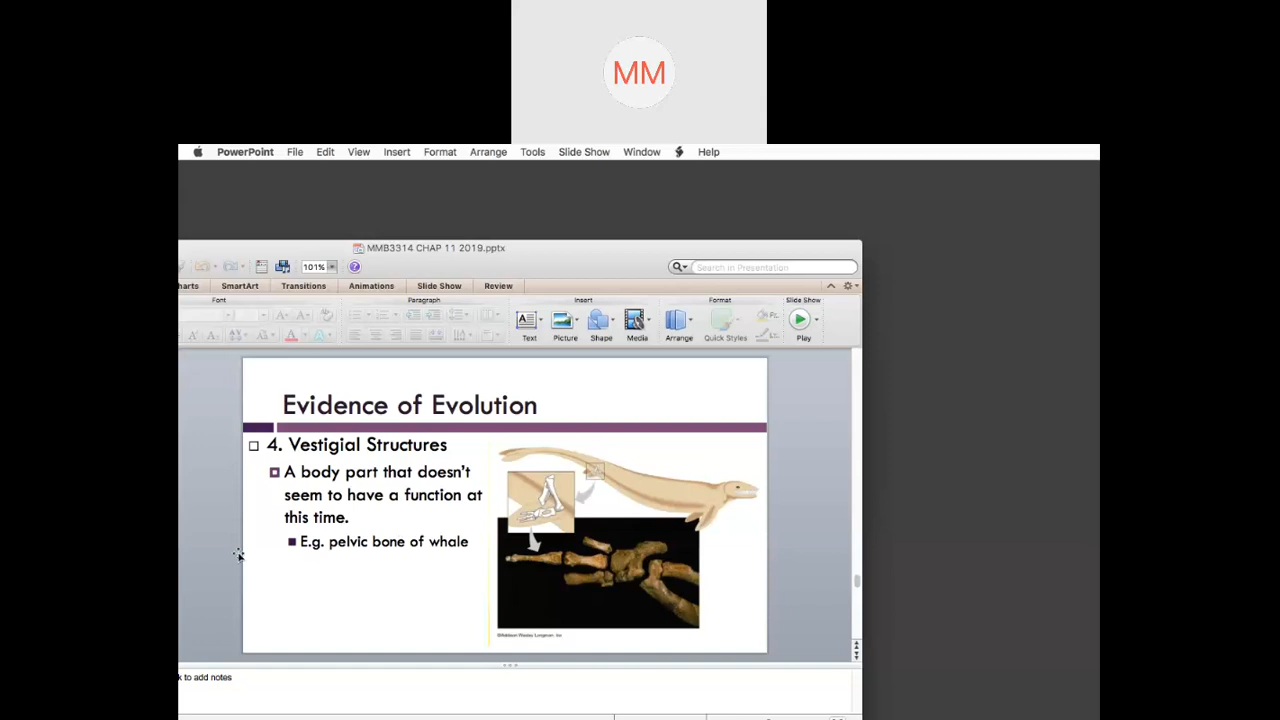 MM
PowerPoint File Edit View Insert Format Arrange Tools Slide Show Window Help
MMB3314 CHAP 11 2019.pptx
101% Search in Presentation
harts SmartArt Transitions Animations Slide Show Review
Font Paragraph Insert Format Slide Show
Text Picture Shape Media Arrange Quick Styles Play
Evidence of Evolution
4. Vestigial Structures
A body part that doesn't
seem to have a function at
this time.
E.g. pelvic bone of whale
k to add notes